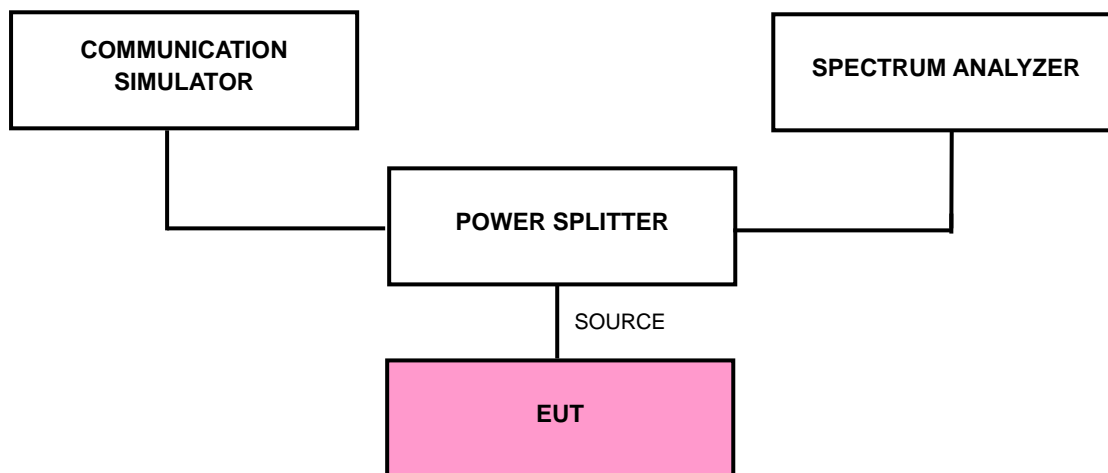 COMMUNICATION
SIMULATOR
SPECTRUM ANALYZER
POWER SPLITTER
SOURCE
EUT